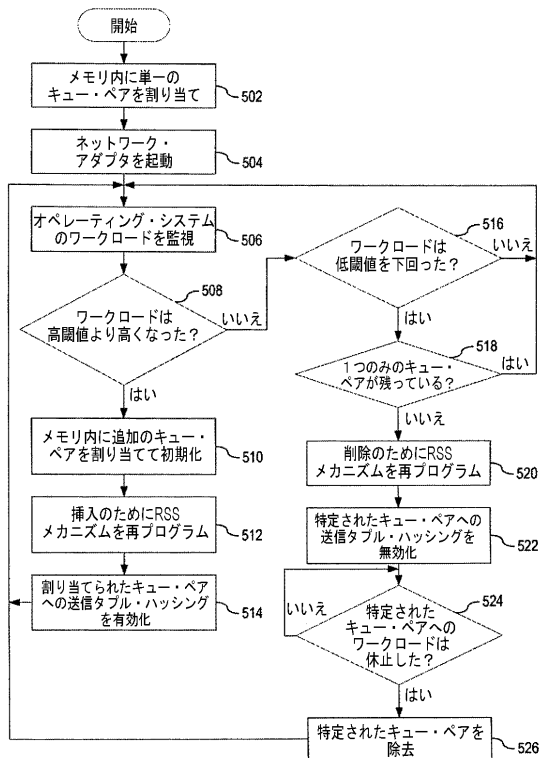 開始
メモリ内に単一の
キュー・ペアを割り当て
502
ネットワーク・
アダプタを起動
504
オペレーティング・システム
のワークロードを監視
506
ワークロードは
高閾値より高くなった？
508
いいえ
はい
メモリ内に追加のキュー・
ペアを割り当てて初期化
510
挿入のためにRSS
メカニズムを再プログラム
512
割り当てられたキュー・ペア
への送信タプル・ハッシング
を有効化
514
ワークロードは
低閾値を下回った？
516
いいえ
はい
1つのみのキュー・
ペアが残っている？
518
はい
いいえ
削除のためにRSS
メカニズムを再プログラム
520
特定されたキュー・ペアへの
送信タプル・ハッシングを
無効化
522
特定された
キュー・ペアへの
ワークロードは
休止した？
524
いいえ
はい
特定されたキュー・ペアを
除去
526